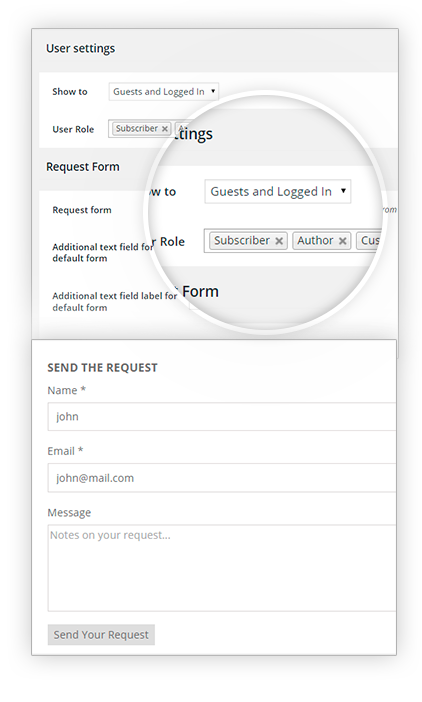 User settings
Show to Guests and Logged In
User Role Subscriber
ttings
Request Form
ow to Guests and Logged In
Request form rom
r Role Subscriber Author Cus
Additional text field for
default form
t Form
Additional text field label for
default form
SEND THE REQUEST
Name *
john
Email *
john@mail.com
Message
Notes on your request...
Send Your Request